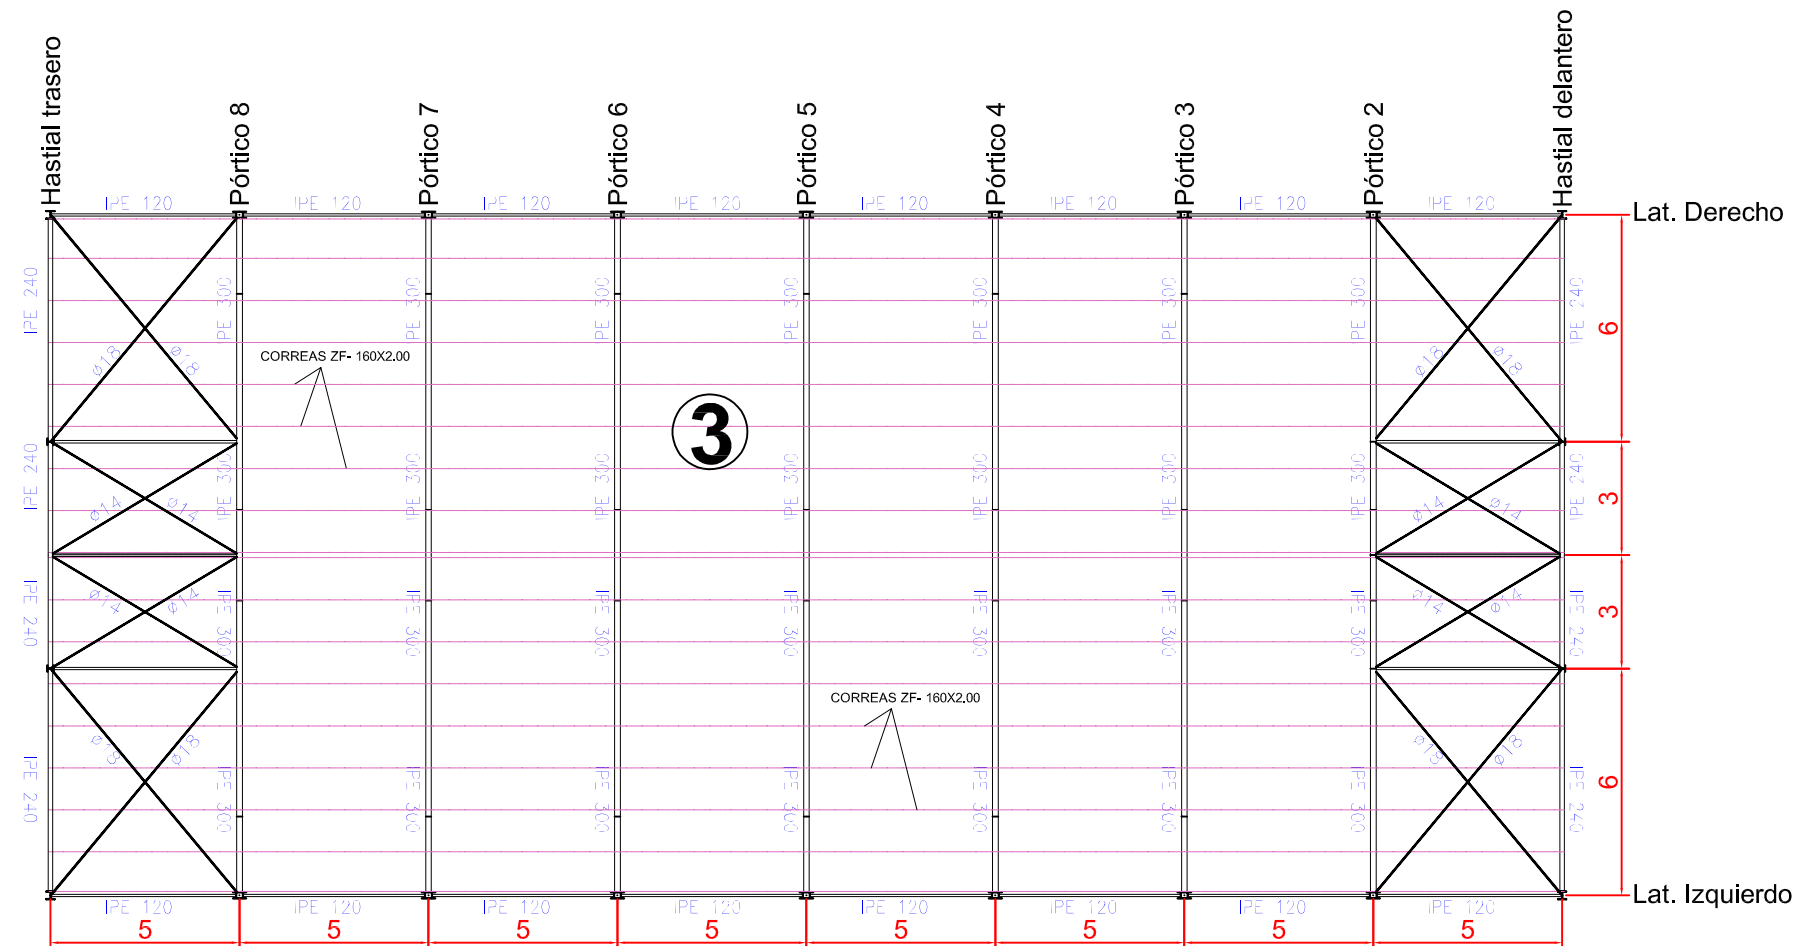 Hastial trasero
Pórtico 8
Pórtico 7
Pórtico 6
Pórtico 5
Pórtico 4
Pórtico 3
Pórtico 2
Hastial delantero
IPE 120
IPE 120
IPE 120
IPE 120
IPE 120
IPE 120
IPE 120
IPE 120
Lat. Derecho
IPE 240
IPE 300
IPE 300
IPE 300
IPE 300
IPE 300
IPE 300
IPE 300
IPE 240
6
ø18
ø18
CORREAS ZF- 160X2.00
ø18
ø18
3
IPE 240
IPE 300
IPE 300
IPE 300
IPE 300
IPE 300
IPE 300
IPE 300
IPE 240
3
ø14
ø14
ø14
ø14
IPE 240
ø14
ø14
IPE 300
IPE 300
IPE 300
IPE 300
IPE 300
IPE 300
IPE 300
ø14
ø14
IPE 240
3
CORREAS ZF- 160X2.00
IPE 240
ø18
ø18
IPE 300
IPE 300
IPE 300
IPE 300
IPE 300
IPE 300
IPE 300
ø18
ø18
IPE 240
6
Lat. Izquierdo
IPE 120
IPE 120
IPE 120
IPE 120
IPE 120
IPE 120
IPE 120
IPE 120
5
5
5
5
5
5
5
5